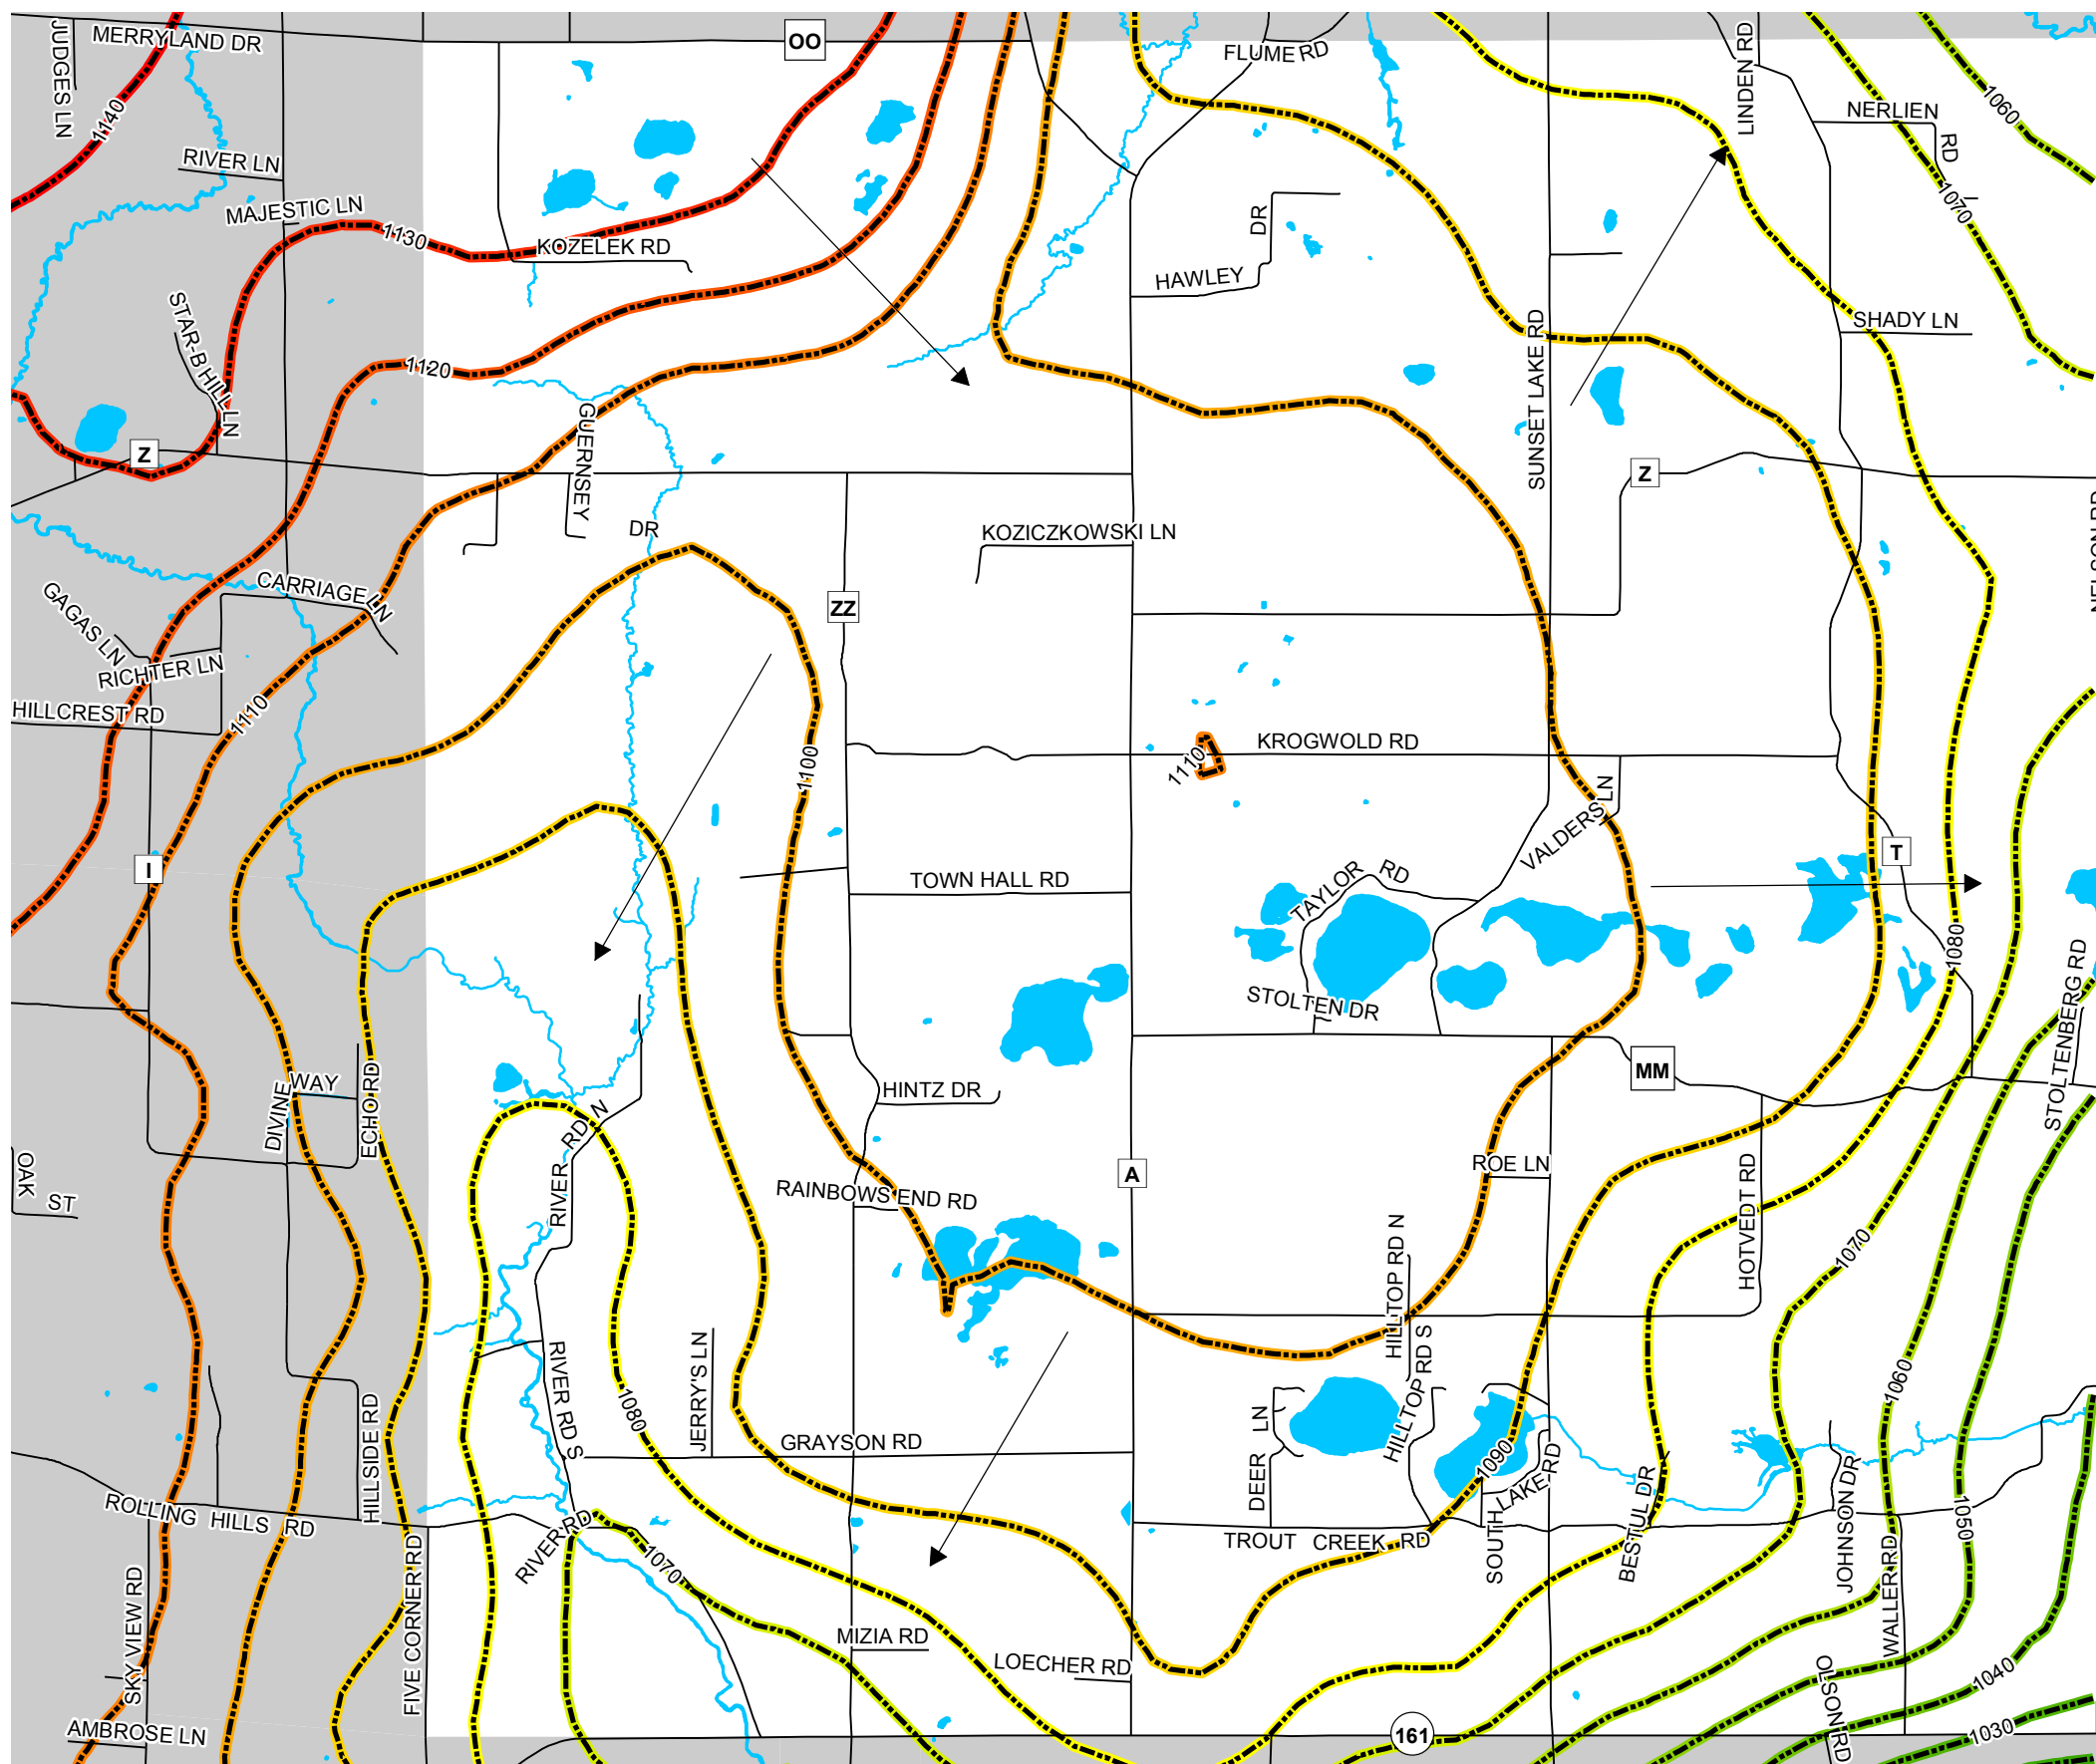 MERRYLAND DR
JUDGES LN
OO
FLUME RD
LINDEN RD
1140
1060
NERLIEN
RD
RIVER LN
MAJESTIC LN
1130
KOZELEK RD
1070
HAWLEY
DR
STAR-B HILL LN
1120
SHADY LN
SUNSET LAKE RD
Z
Z
GUERNSEY
DR
KOZICZKOWSKI LN
NELSON RD
CARRIAGE LN
GAGAS LN
ZZ
RICHTER LN
HILLCREST RD
1110
1100
1110
KROGWOLD RD
VALDERS LN
I
T
TOWN HALL RD
TAYLOR RD
1080
STOLTEN DR
STOLTENBERG RD
MM
DIVINE
WAY
ECHO RD
HINTZ DR
RIVER RD N
OAK
ST
A
ROE LN
RAINBOWS END RD
HOTVEDT RD
1070
HILLTOP RD N
HILLTOP RD S
RIVER RD S
JERRY'S LN
1080
1060
HILLSIDE RD
GRAYSON RD
DEER
LN
1090
SOUTH LAKE RD
BESTUL DR
JOHNSON DR
1050
ROLLING HILLS RD
RIVER RD
1070
TROUT CREEK RD
WALLER RD
SKY VIEW RD
FIVE CORNER RD
MIZIA RD
LOECHER RD
OLSON RD
1040
AMBROSE LN
161
1030